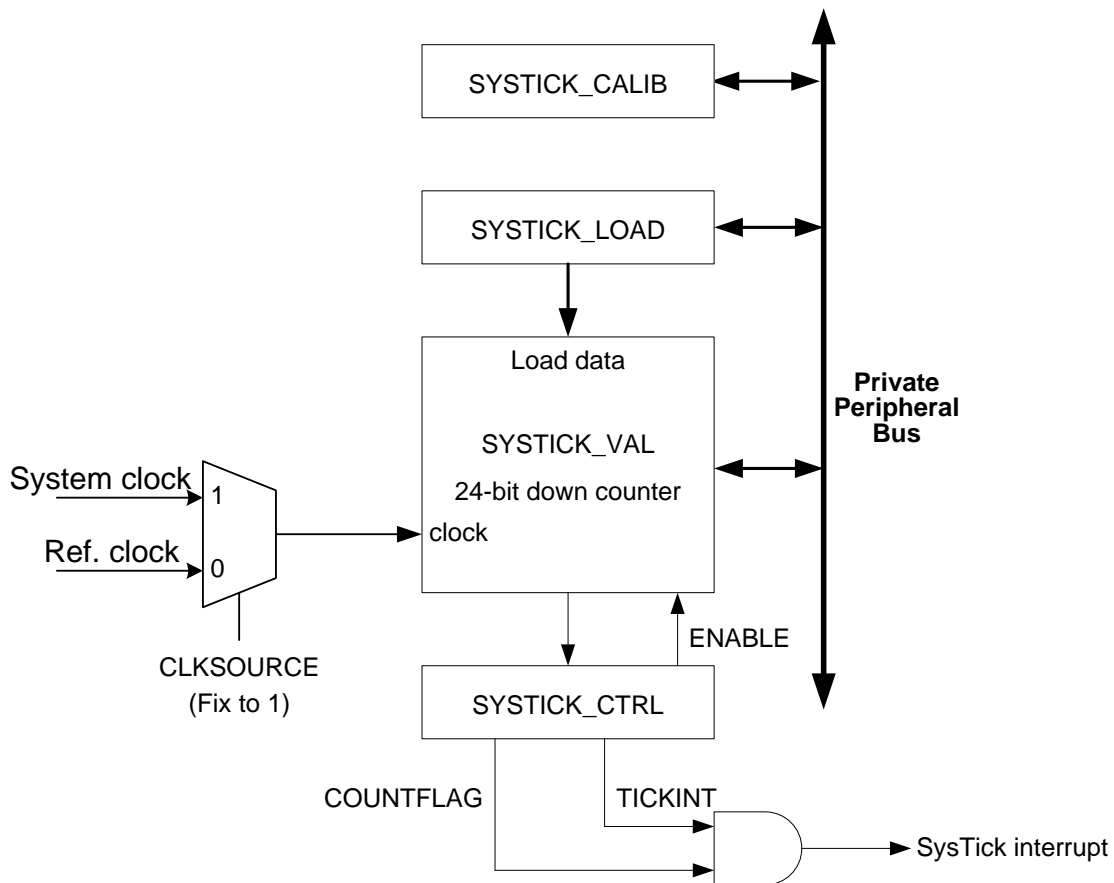 SYSTICK_CALIB
SYSTICK_LOAD
Load data
Private
Peripheral
Bus
SYSTICK_VAL
System clock
1
24-bit down counter
clock
Ref. clock
0
ENABLE
CLKSOURCE
(Fix to 1)
SYSTICK_CTRL
COUNTFLAG
TICKINT
SysTick interrupt